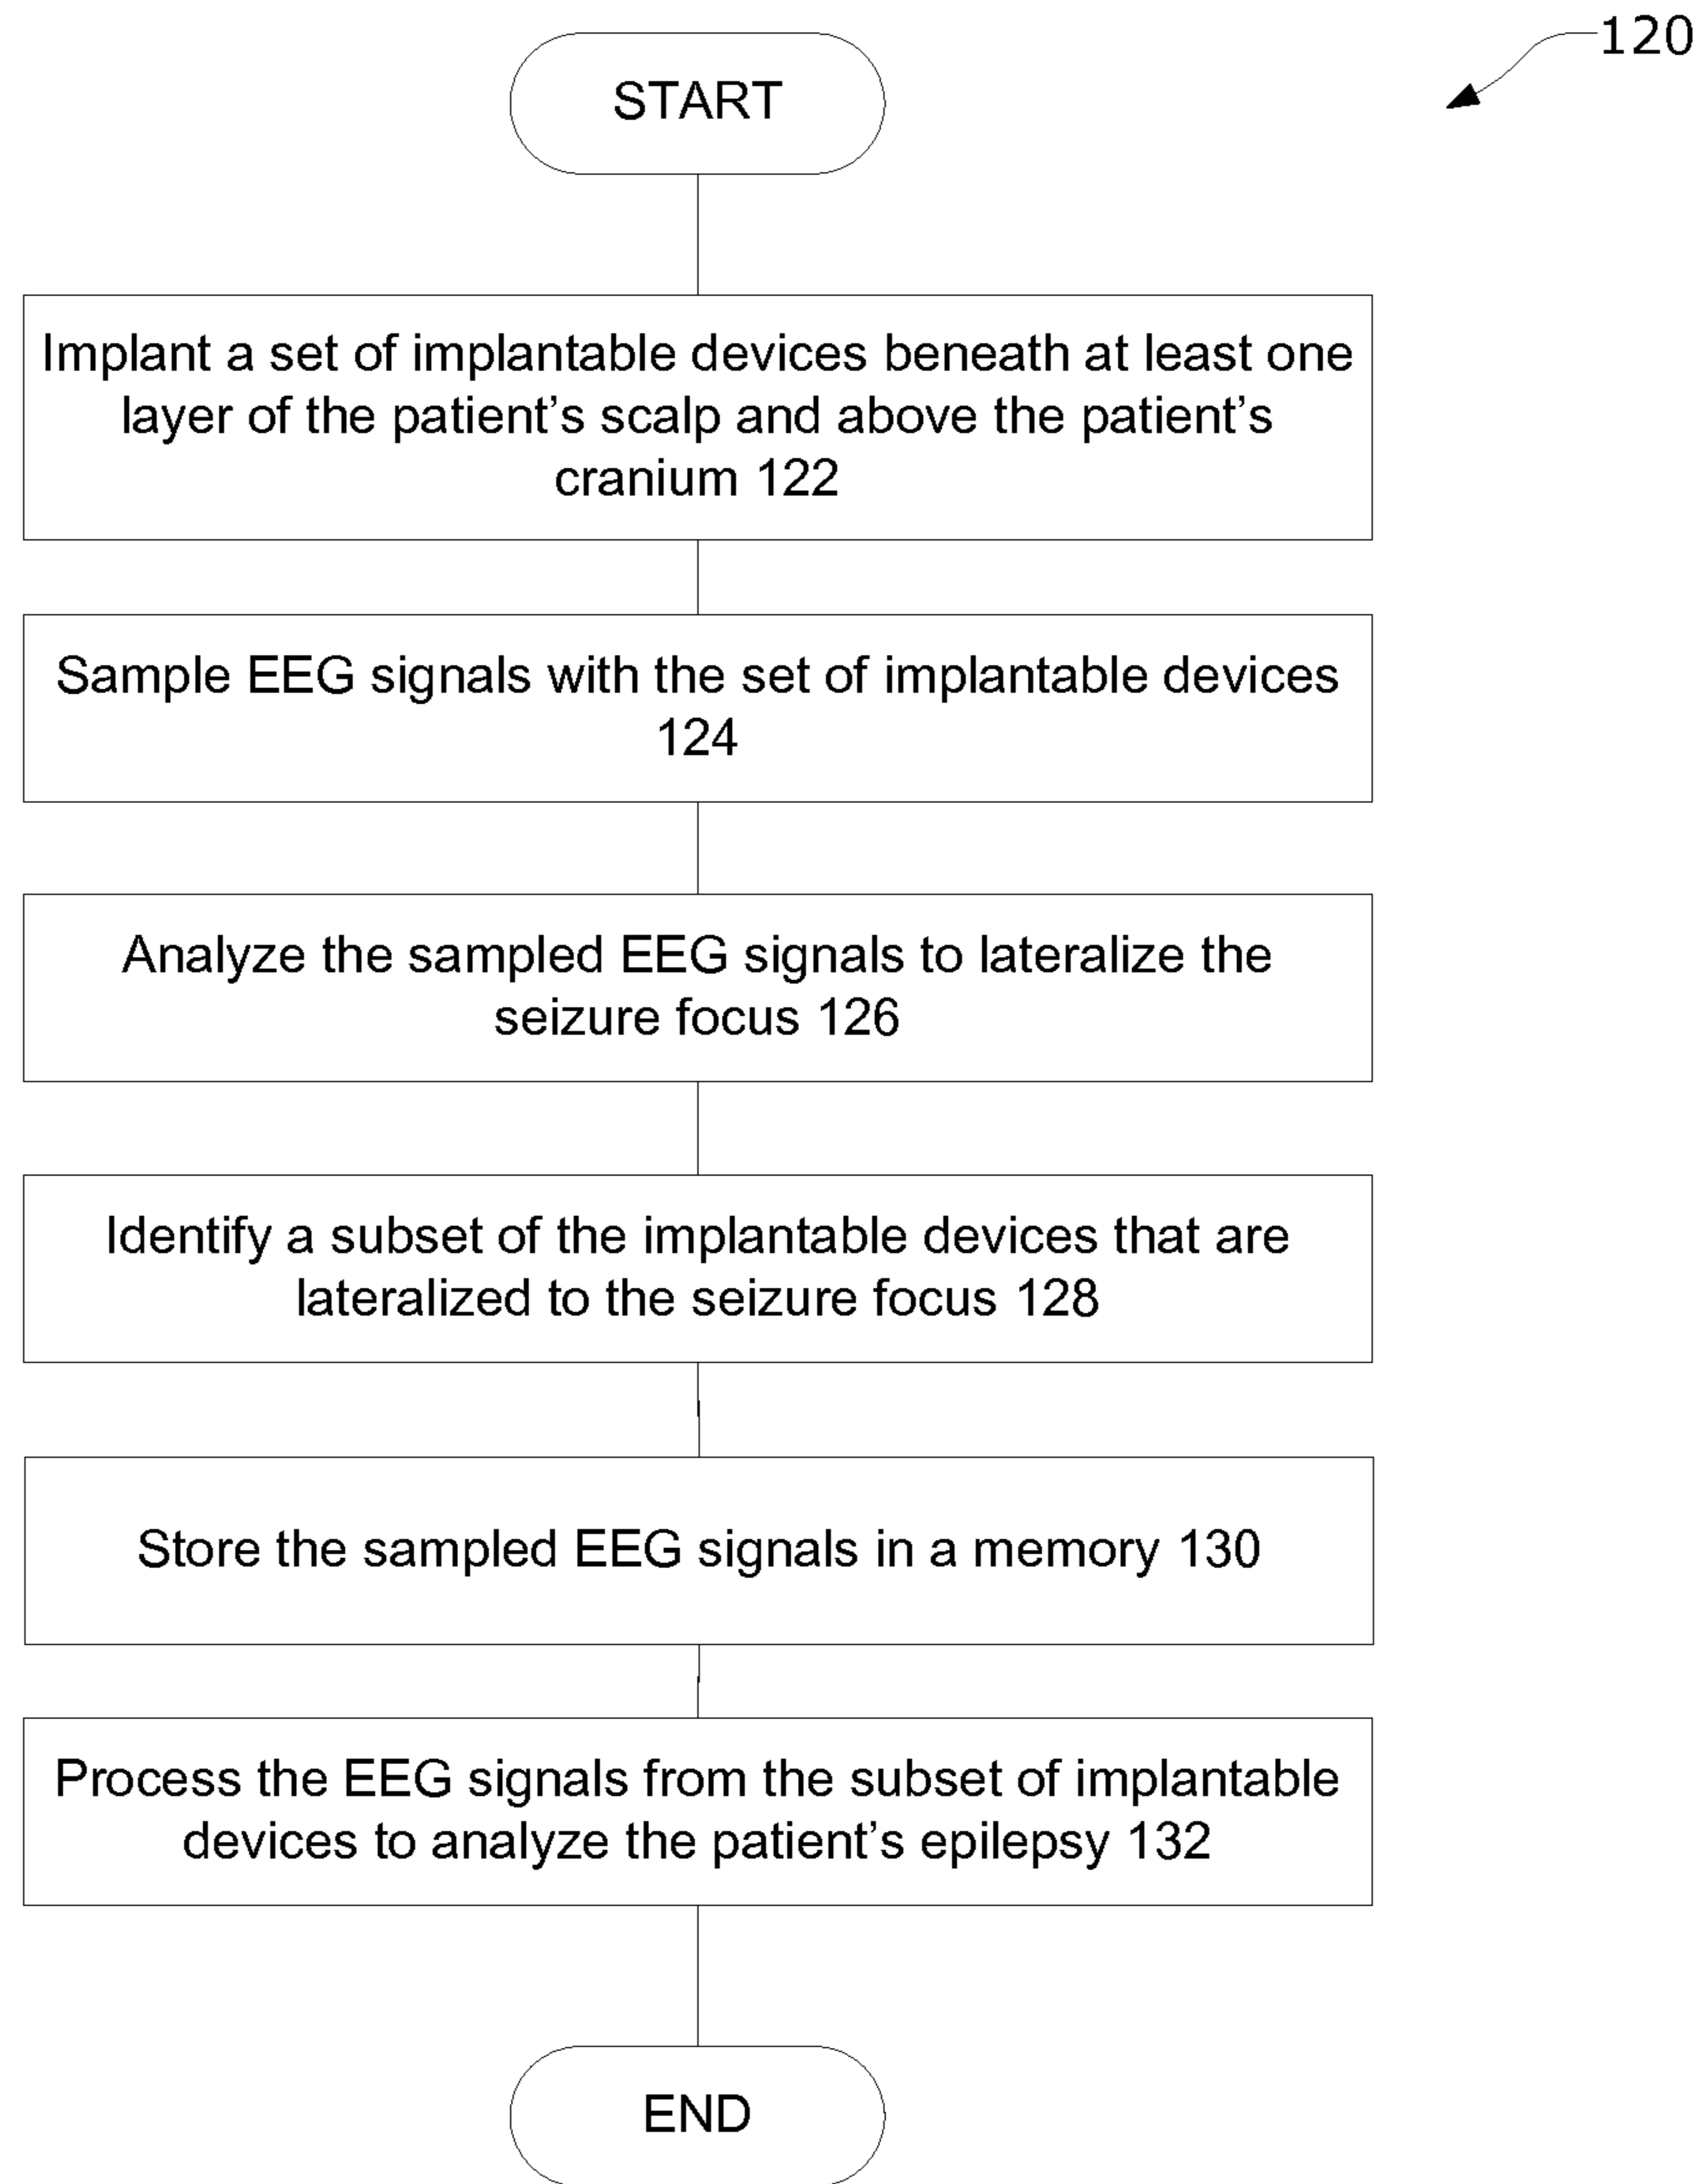 120
START
Implant a set of implantable devices beneath at least one
layer of the patient’s scalp and above the patient’s
cranium 122
Sample EEG signals with the set of implantable devices
124
Analyze the sampled EEG signals to lateralize the
seizure focus 126
Identify a subset of the implantable devices that are
lateralized to the seizure focus 128
Store the sampled EEG signals in a memory 130
Process the EEG signals from the subset of implantable
devices to analyze the patient’s epilepsy 132
END